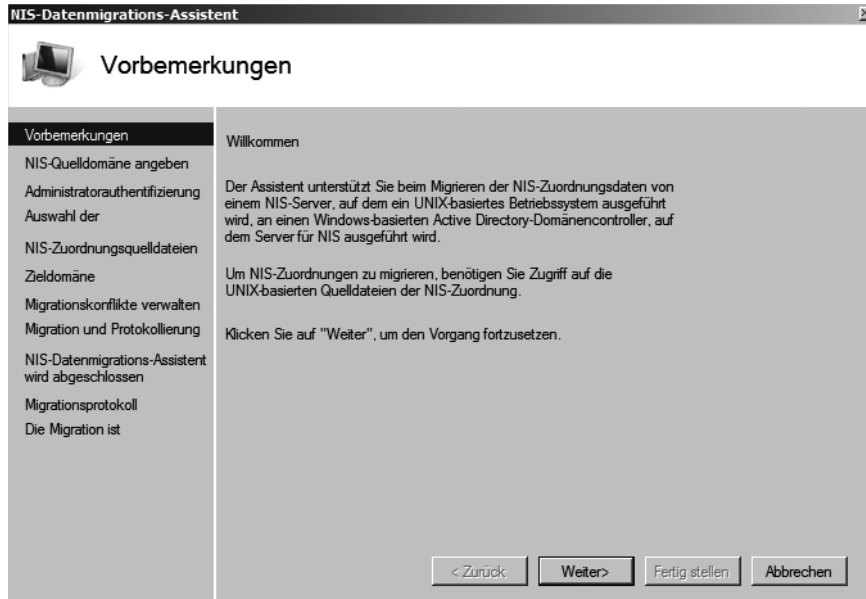 NIS-Datenmigrations-Assistent
Vorbemerkungen
Vorbemerkungen
NIS-Quelldomäne angeben
Administratorauthentifizierung
Auswahl der
NIS-Zuordnungsquelldateien
Zieldomäne
Migrationskonflikte verwalten
Migration und Protokollierung
NIS-Datenmigrations-Assistent
wird abgeschlossen
Migrationsprotokoll
Die Migration ist
Willkommen
Der Assistent unterstützt Sie beim Migrieren der NIS-Zuordnungsdaten von
einem NIS-Server, auf dem ein UNIX-basiertes Betriebssystem ausgeführt
wird, an einen Windows-basierten Active Directory-Domänencontroller, auf
dem Server für NIS ausgeführt wird.
Um NIS-Zuordnungen zu migrieren, benötigen Sie Zugriff auf die
UNIX-basierten Quelldateien der NIS-Zuordnung.
Klicken Sie auf "Weiter", um den Vorgang fortzusetzen.
< Zurück Weiter> Fertig stellen Abbrechen